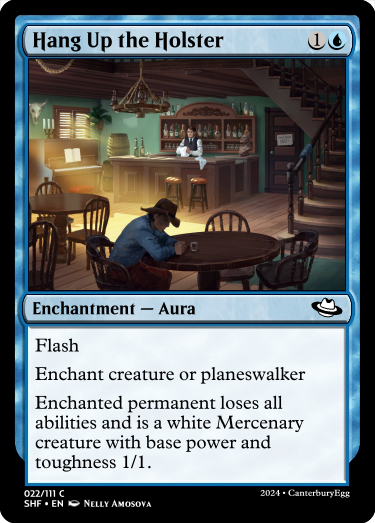 Hang Up the Holster 1
Flash
Enchantment — Aura
Enchant creature or planeswalker
Enchanted permanent loses all
abilities and is a white Mercenary
creature with base power and
toughness 1/1.
022/111 C
SHF • EN Nelly Amosova
2024 • CanterburyEgg